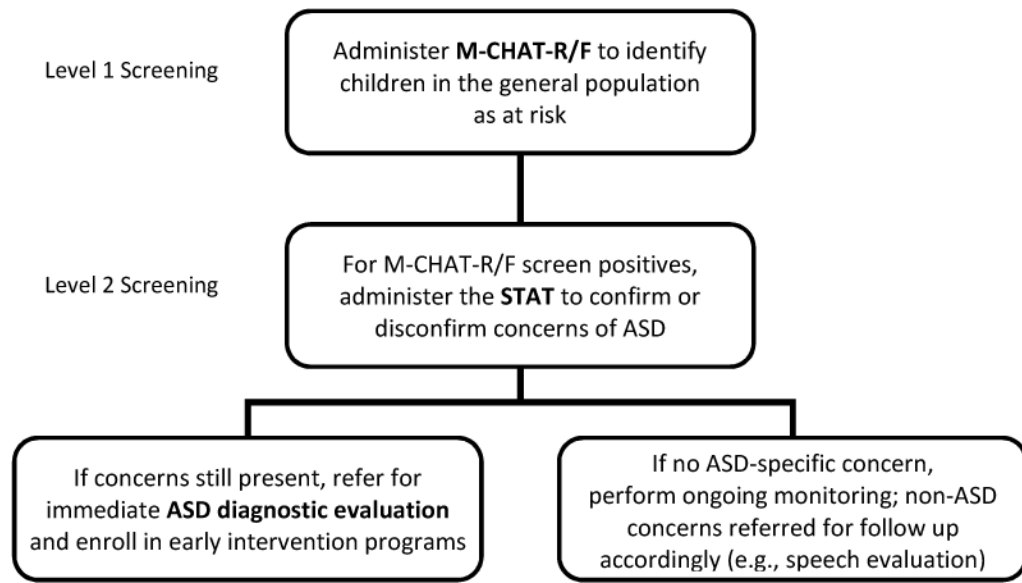 Level 1 Screening
Administer M-CHAT-R/F to identify
children in the general population
as at risk
Level 2 Screening
For M-CHAT-R/F screen positives,
administer the STAT to confirm or
disconfirm concerns of ASD
If concerns still present, refer for
immediate ASD diagnostic evaluation
and enroll in early intervention programs
If no ASD-specific concern,
perform ongoing monitoring; non-ASD
concerns referred for follow up
accordingly (e.g., speech evaluation)